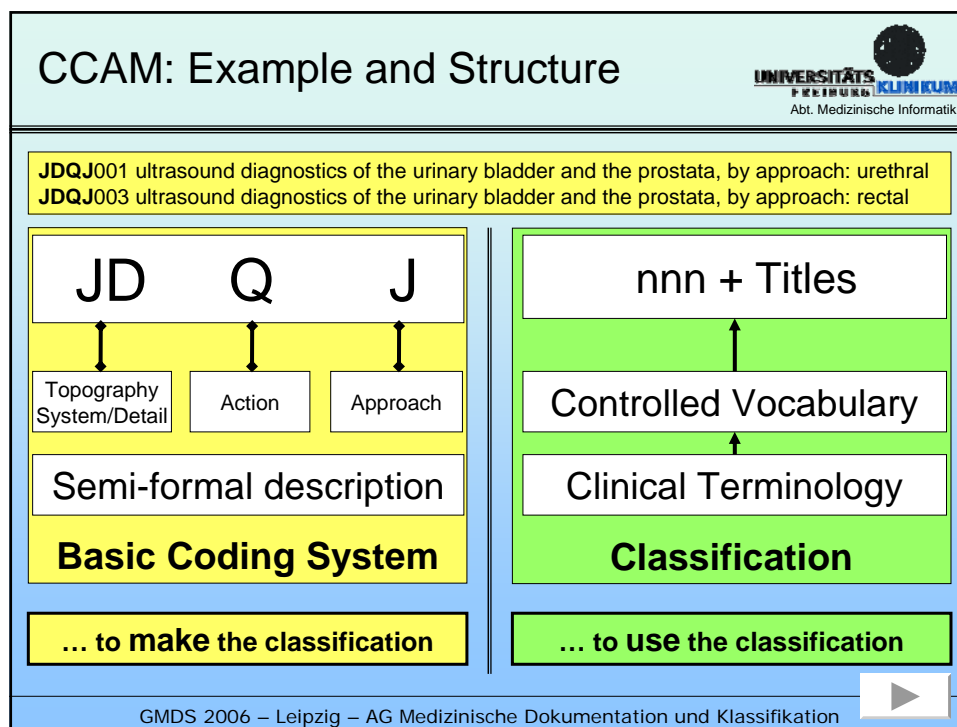 CCAM: Example and Structure
UNIVERSITÄTS
FREIBURG KLINIKUM
Abt. Medizinische Informatik
JDQJ001 ultrasound diagnostics of the urinary bladder and the prostata, by approach: urethral
JDQJ003 ultrasound diagnostics of the urinary bladder and the prostata, by approach: rectal
JD Q J
Topography
System/Detail
Action
Approach
Semi-formal description
Basic Coding System
… to make the classification
nnn + Titles
Controlled Vocabulary
Clinical Terminology
Classification
… to use the classification
GMDS 2006 – Leipzig – AG Medizinische Dokumentation und Klassifikation